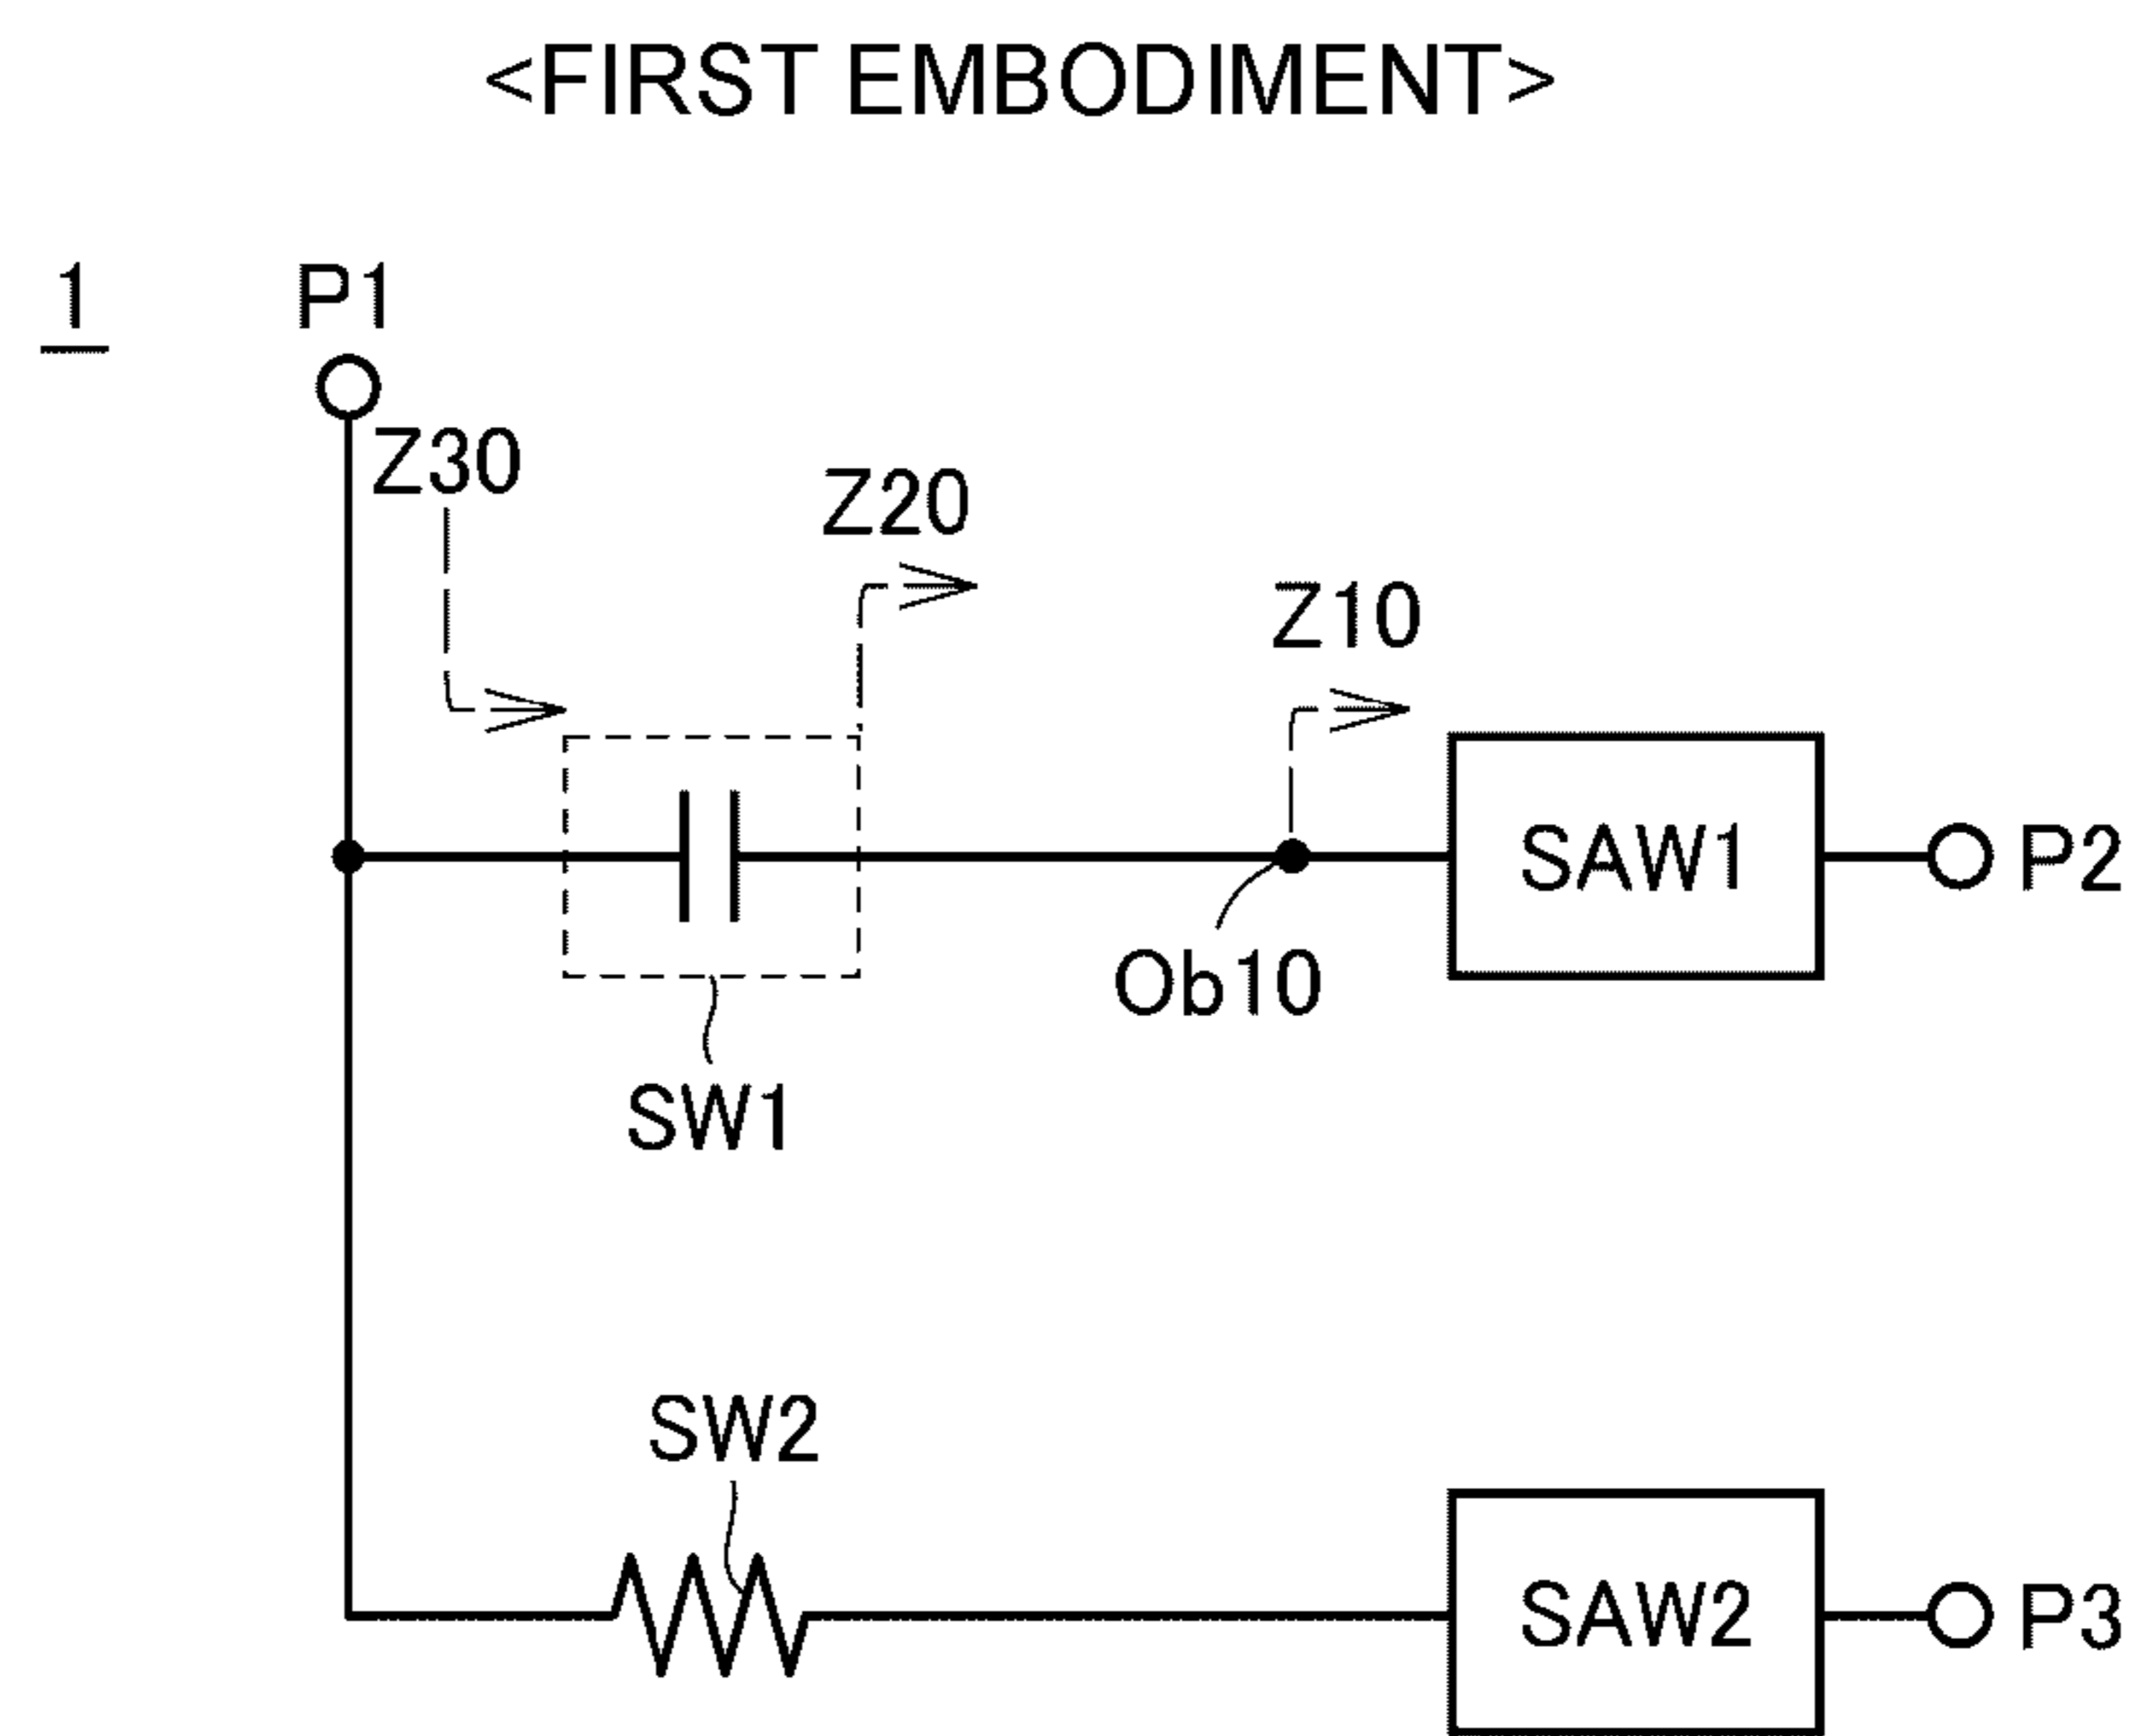 <FIRST EMBODIMENT>
1
P1
Z30
Z20
Z10
SAW1
P2
Ob10
SW1
SW2
SAW2
P3